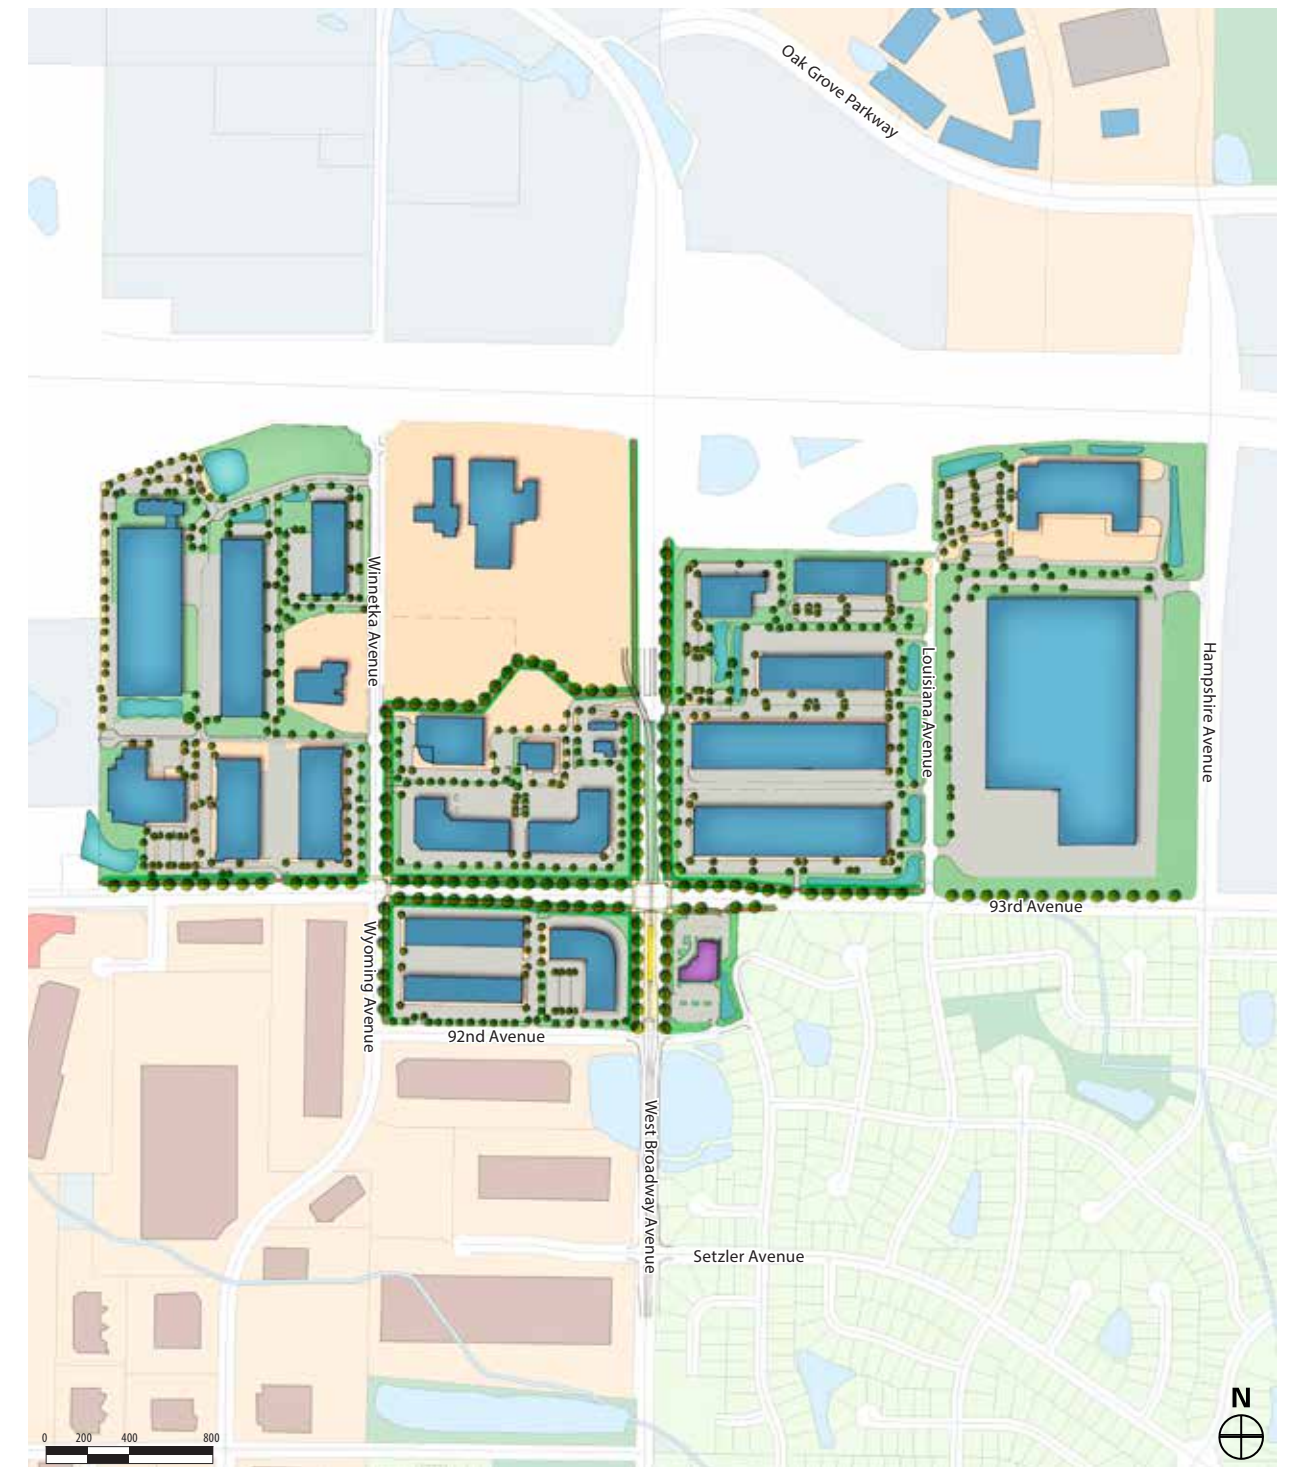 Oak Grove Parkway
Winnetka Avenue
Louisiana Avenue
Hampshire Avenue
93rd Avenue
Wyoming Avenue
92nd Avenue
West Broadway Avenue
Setzler Avenue
N
0 200 400 800